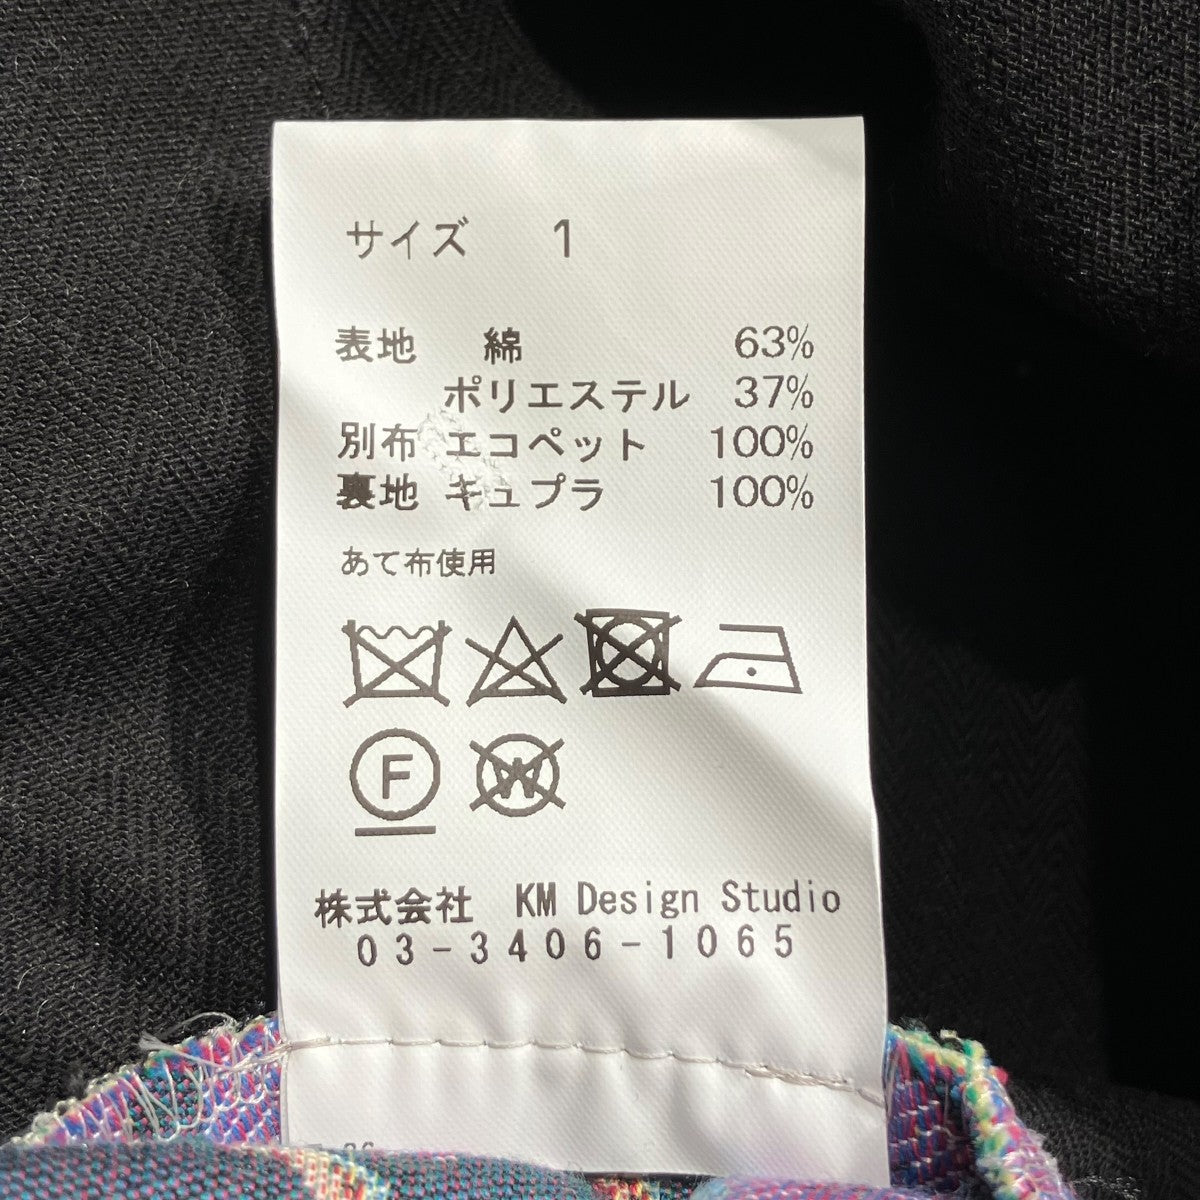 サイズ 1
表地 綿 63%
ポリエステル 37%
別布 エコペット 100%
裏地 キュプラ 100%
あて布使用
F
W
株式会社 KM Design Studio
03-3406-1065